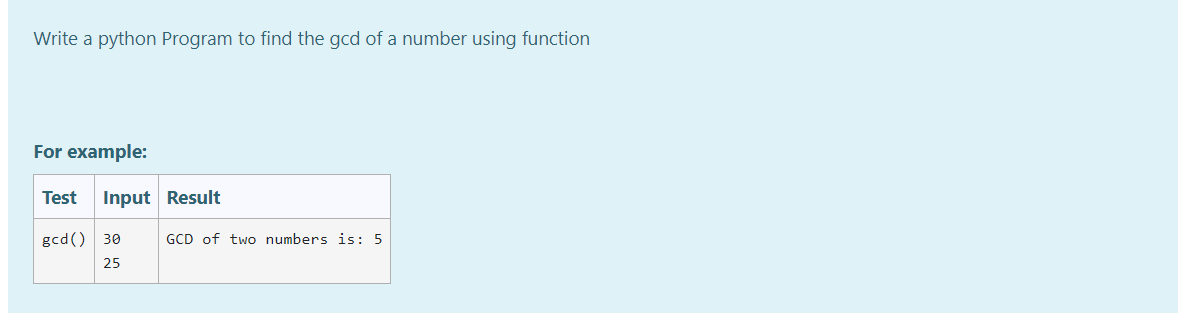 Write a python Program to find the gcd of a number using function
For example:
Test Input Result
gcd() 30 GCD of two numbers is: 5
25